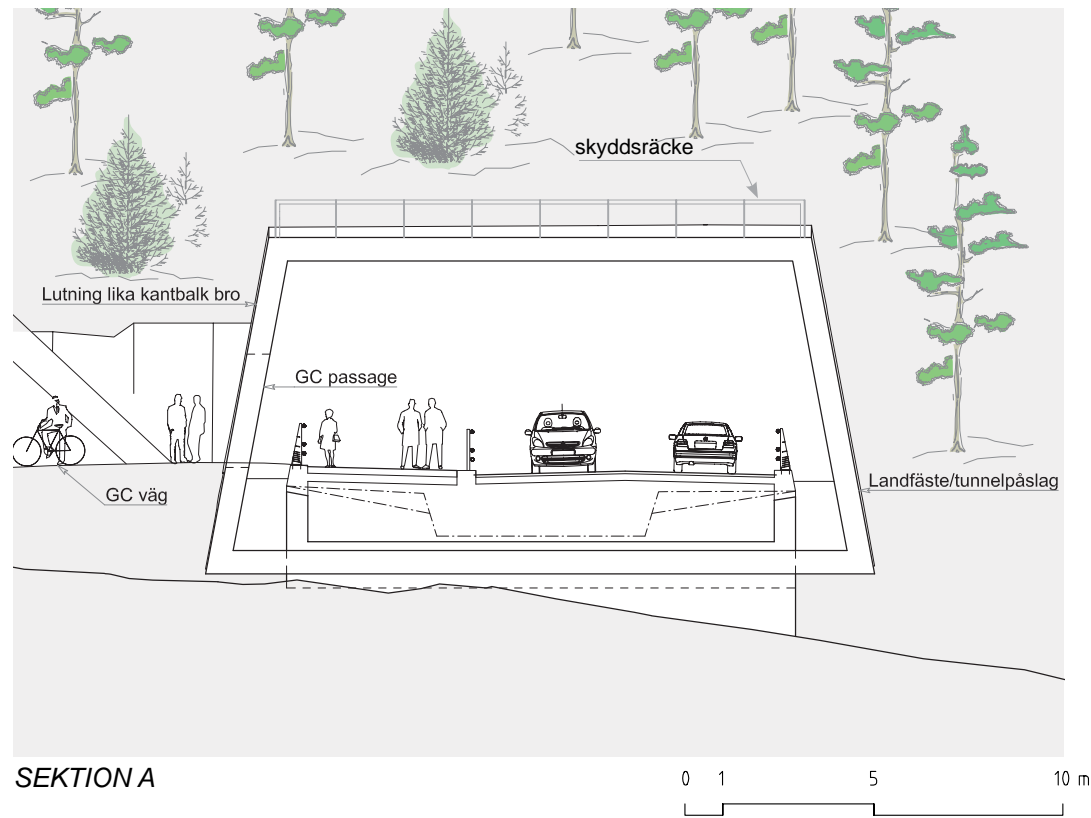 skyddsräcke
Lutning lika kantbalk bro
GC passage
GC väg
Landfäste/tunnelpåslag
SEKTION A
0 1 5 10 m